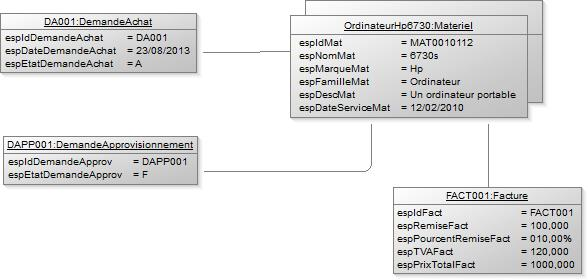 DA001:DemandeAchat
espIdDemandeAchat = DA001
espDateDemandeAchat = 23/08/2013
espEtatDemandeAchat = A
OrdinateurHp6730:Materiel
espIdMat = MAT0010112
espNomMat = 6730s
espMarqueMat = Hp
espFamilleMat = Ordinateur
espDescMat = Un ordinateur portable
espDateServiceMat = 12/02/2010
DAPP001:DemandeApprovisionnement
espIdDemandeApprov = DAPP001
espEtatDemandeApprov = F
FACT001:Facture
espIdFact = FACT001
espRemiseFact = 100,000
espPourcentRemiseFact = 010,00%
espTVAFact = 120,000
espPrixTotalFact = 1000,000